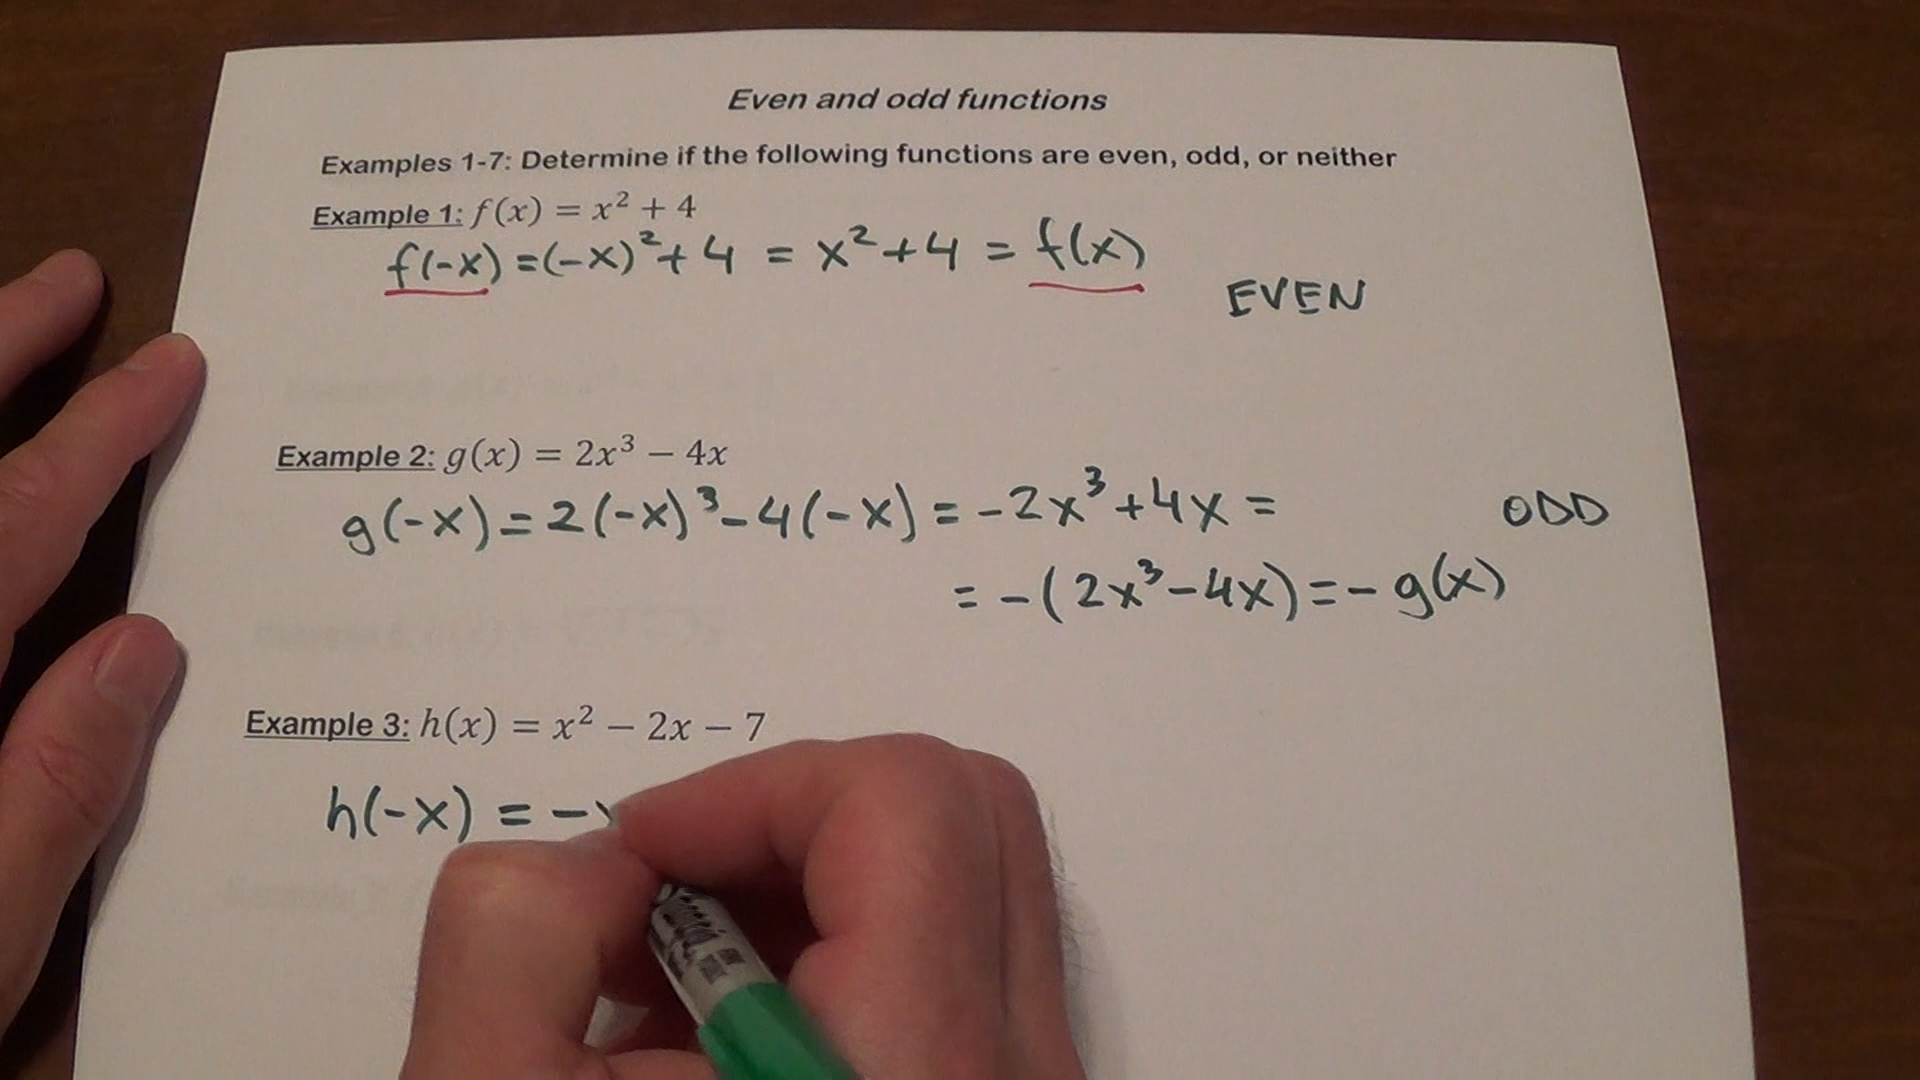 Even and odd functions
Examples 1-7: Determine if the following functions are even, odd, or neither
Example 1: f(x) = x² + 4
f(-x) = (-x)² + 4 = x² + 4 = f(x)
EVEN
Example 2: g(x) = 2x³ − 4x
g(-x) = 2(-x)³ - 4(-x) = -2x³ + 4x =
ODD
= -(2x³ - 4x) = - g(x)
Example 3: h(x) = x² − 2x − 7
h(-x) = -